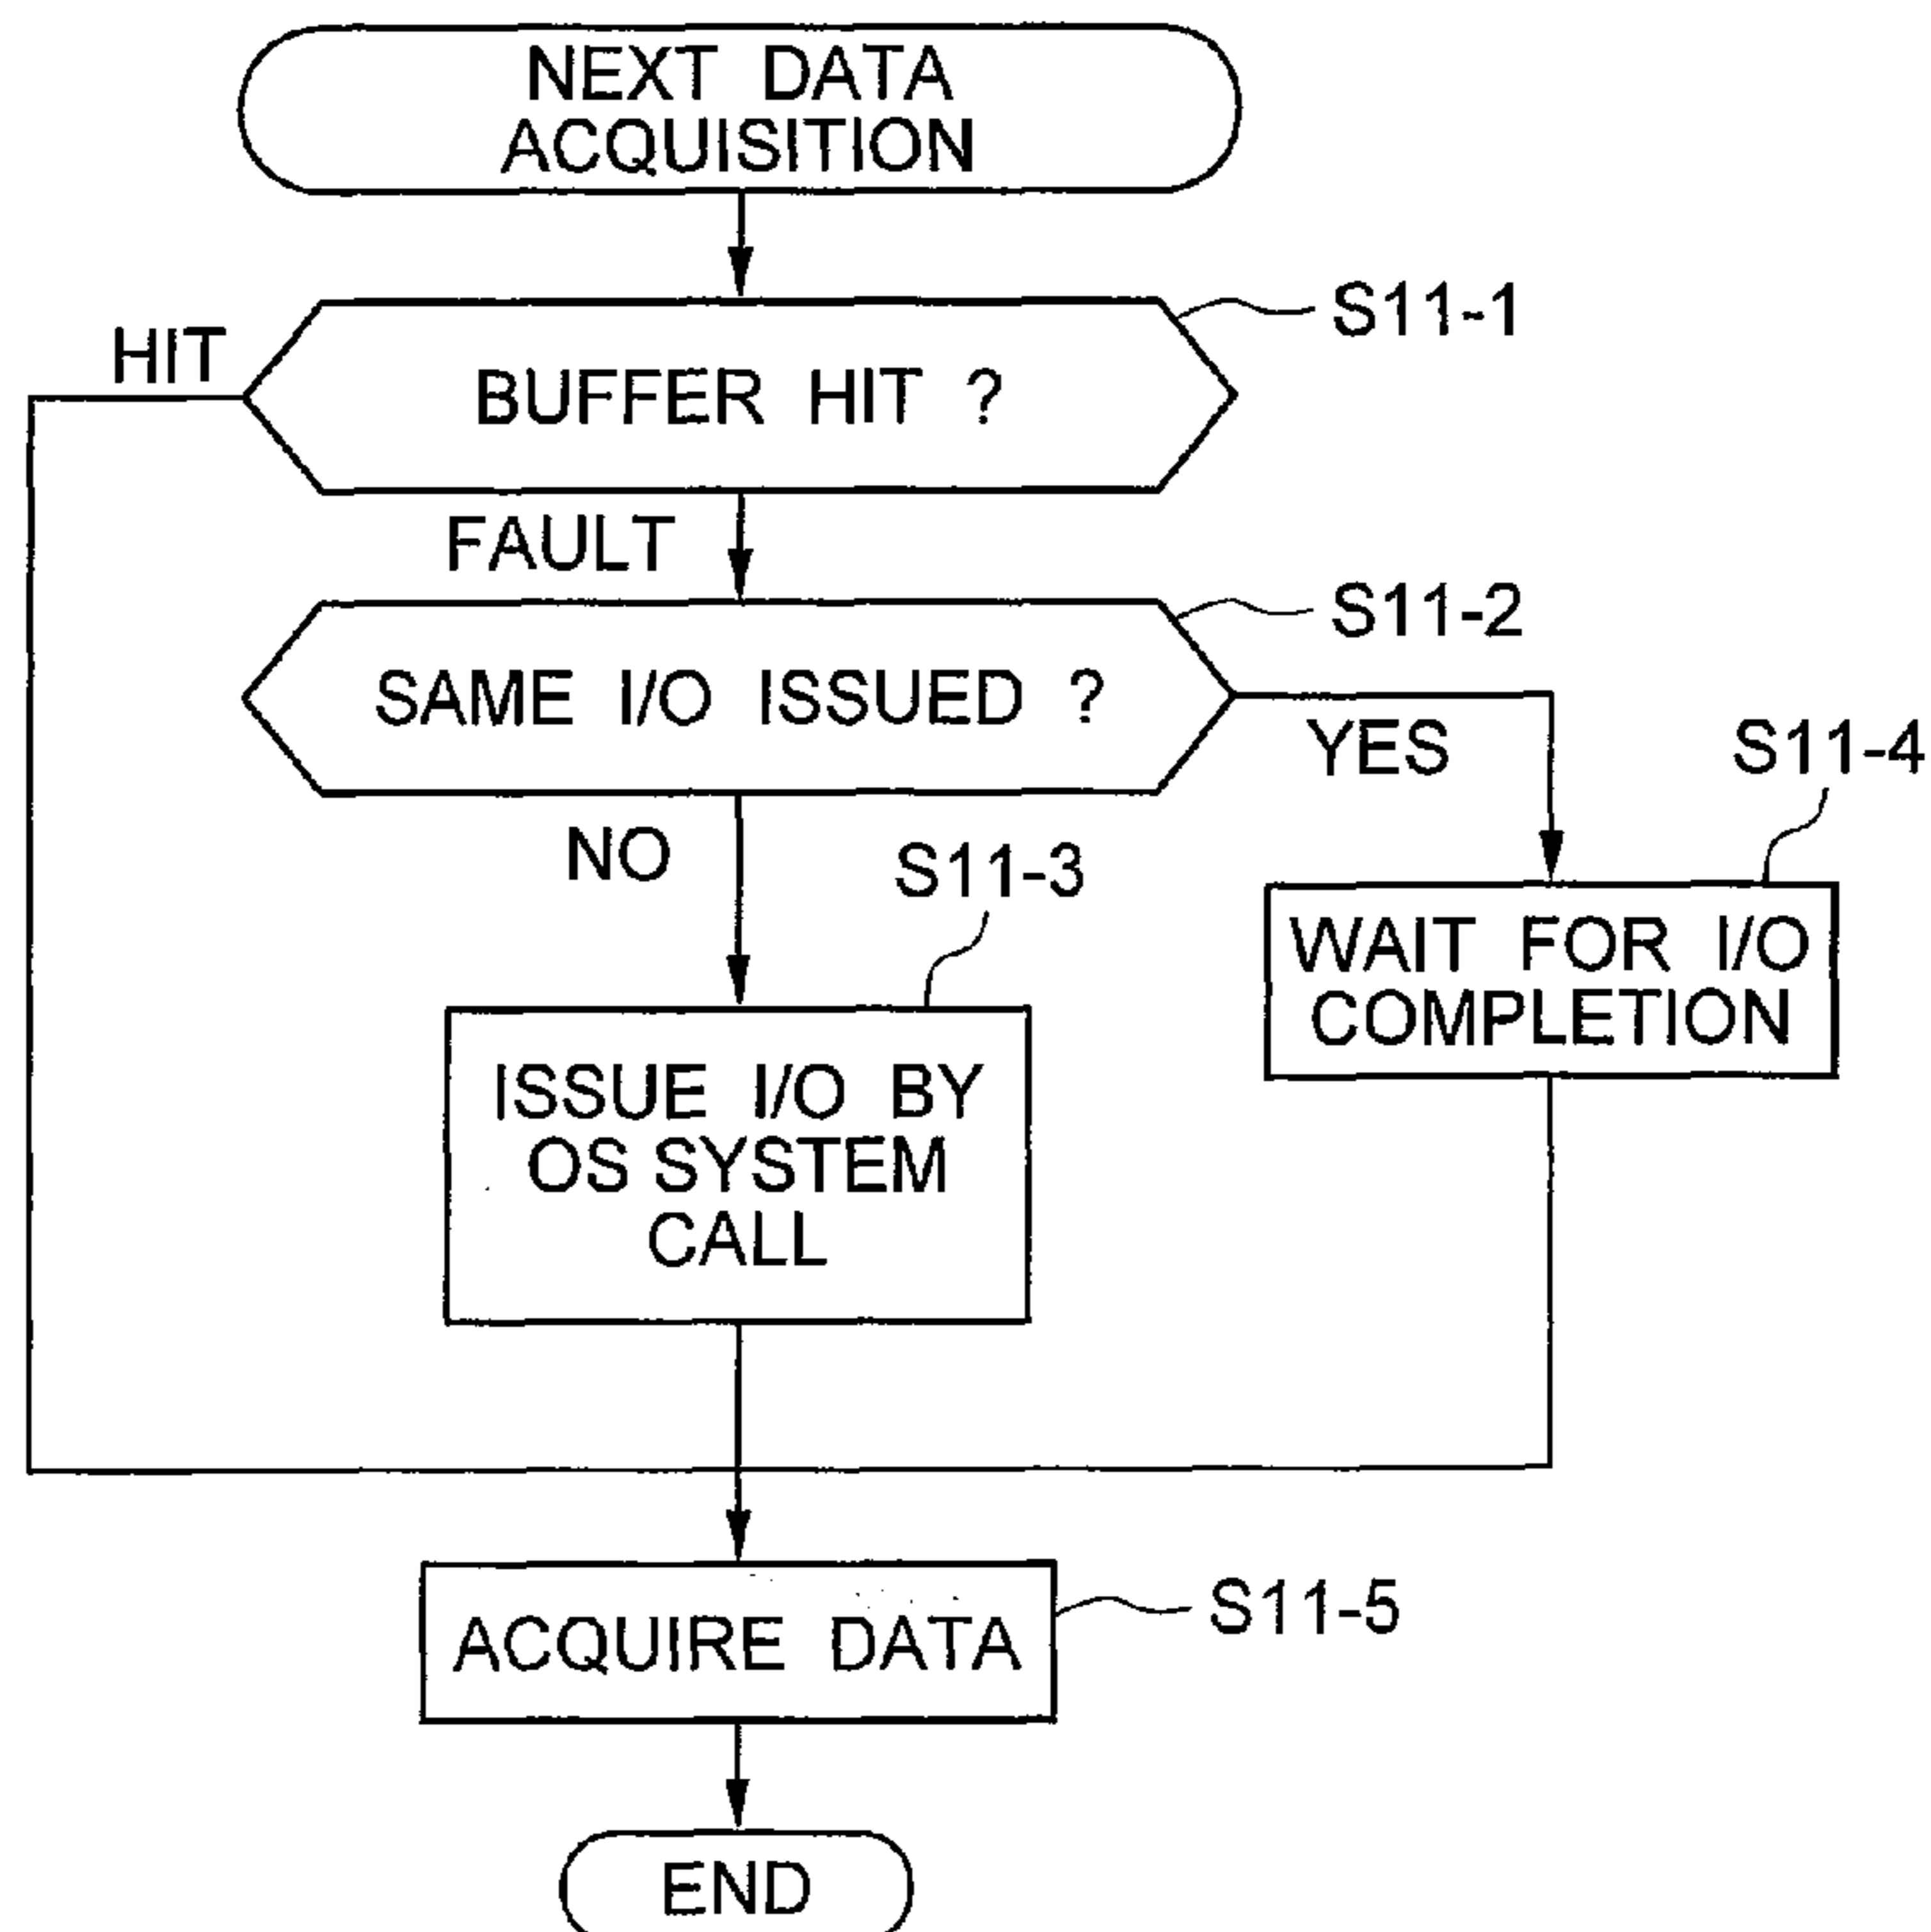 NEXT DATA
ACQUISITION
S11-1
HIT
BUFFER HIT ?
FAULT
S11-2
SAME I/O ISSUED ?
YES
S11-4
NO
S11-3
WAIT FOR I/O
COMPLETION
ISSUE I/O BY
OS SYSTEM
CALL
ACQUIRE DATA
S11-5
END